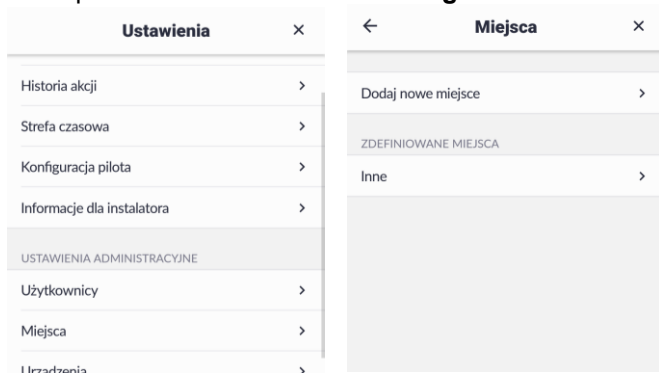 Ustawienia
Historia akcji
Strefa czasowa
Konfiguracja pilota
Informacje dla instalatora
USTAWIENIA ADMINISTRACYJNE
Użytkownicy
Miejsca
Urządzenia
Miejsca
Dodaj nowe miejsce
ZDEFINIOWANE MIEJSCA
Inne